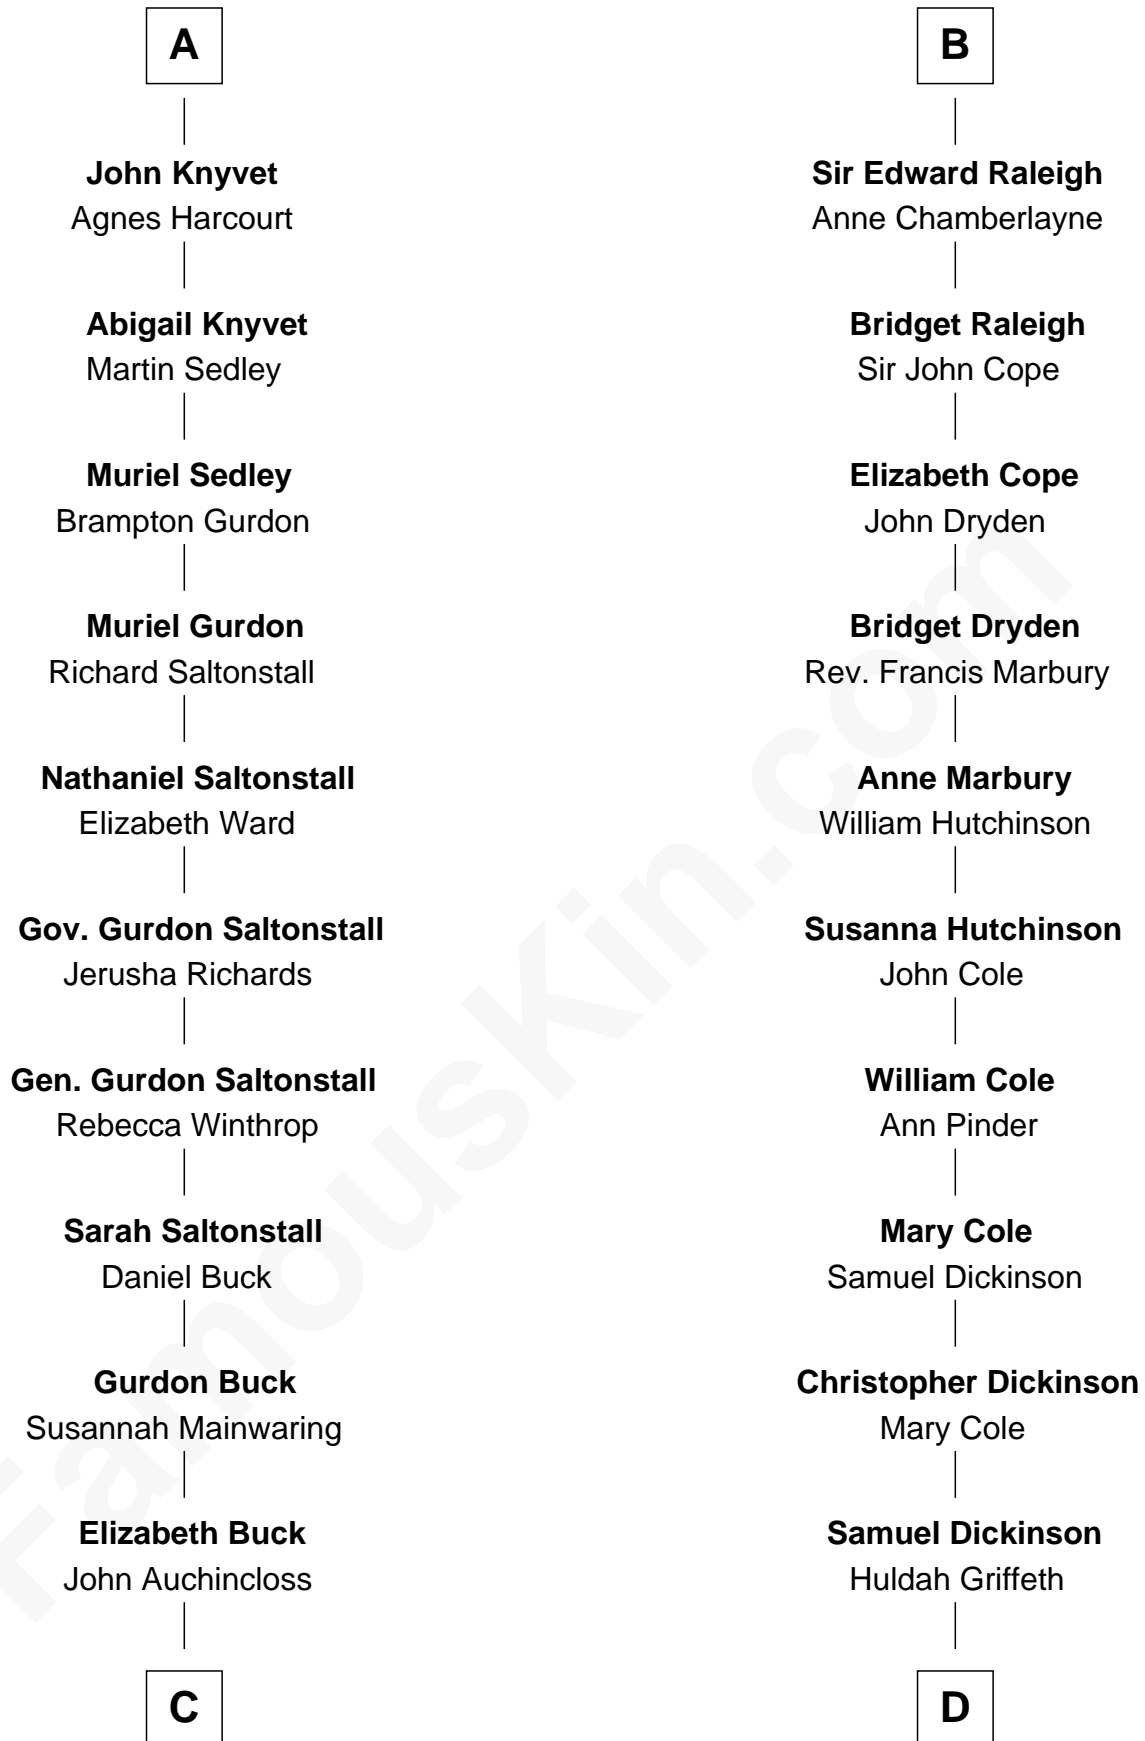 A
John Knyvet
Agnes Harcourt
Abigail Knyvet
Martin Sedley
Muriel Sedley
Brampton Gurdon
Muriel Gurdon
Richard Saltonstall
Nathaniel Saltonstall
Elizabeth Ward
Gov. Gurdon Saltonstall
Jerusha Richards
Gen. Gurdon Saltonstall
Rebecca Winthrop
Sarah Saltonstall
Daniel Buck
Gurdon Buck
Susannah Mainwaring
Elizabeth Buck
John Auchincloss
C
B
Sir Edward Raleigh
Anne Chamberlayne
Bridget Raleigh
Sir John Cope
Elizabeth Cope
John Dryden
Bridget Dryden
Rev. Francis Marbury
Anne Marbury
William Hutchinson
Susanna Hutchinson
John Cole
William Cole
Ann Pinder
Mary Cole
Samuel Dickinson
Christopher Dickinson
Mary Cole
Samuel Dickinson
Huldah Griffeth
D
FamousKin.com